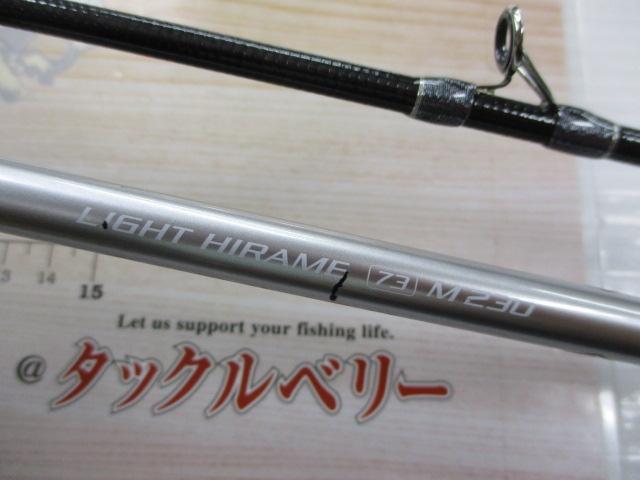 LIGHT HIRAME 73 M 230
13 14 15
Let us support your fishing life.
@タックルベリー